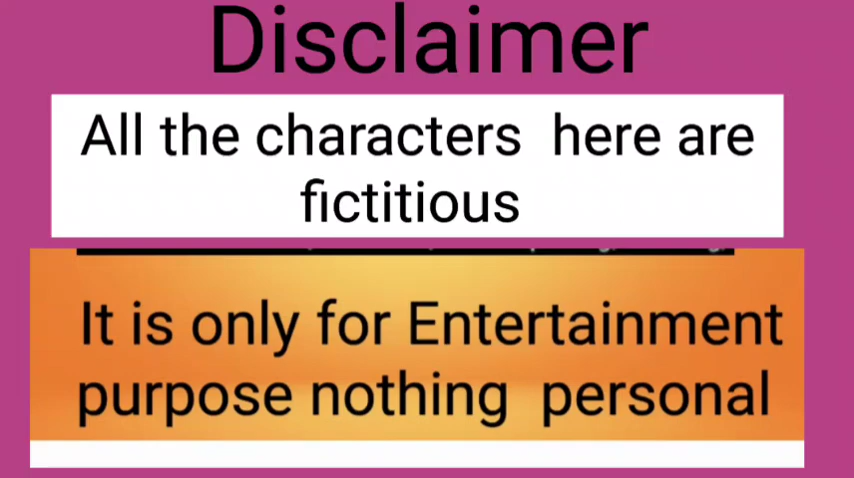 Disclaimer
All the characters here are
fictitious
It is only for Entertainment
purpose nothing personal